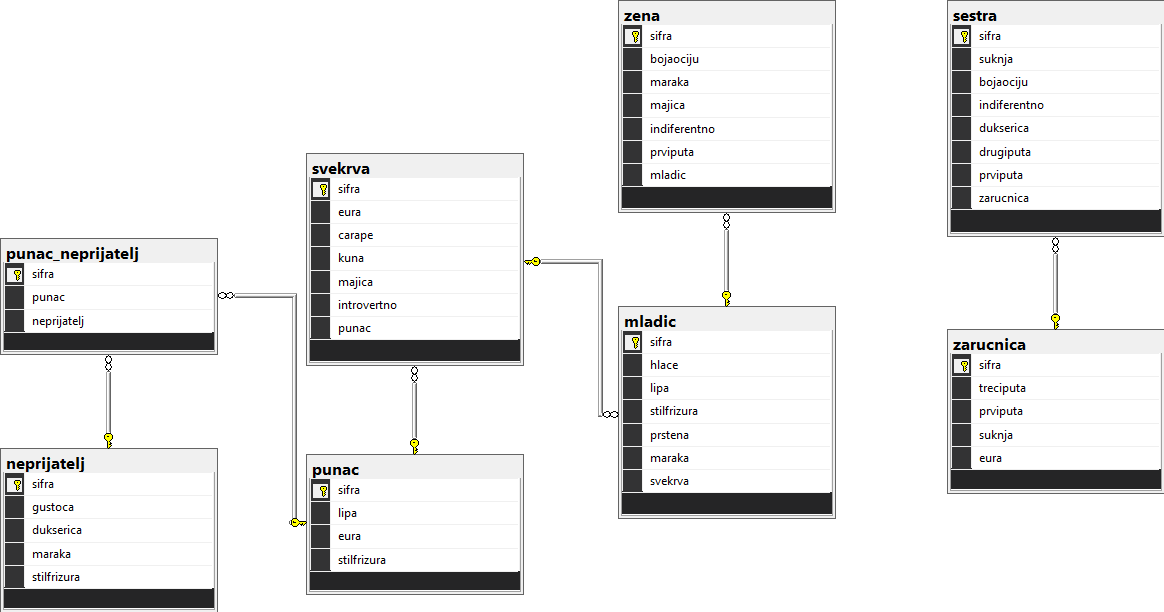 zena
sifra
bojaociju
maraka
majica
indiferentno
prviputa
mladic
sestra
sifra
suknja
bojaociju
indiferentno
dukserica
drugiputa
prviputa
zarucnica
svekrva
sifra
eura
carape
kuna
majica
introvertno
punac
punac_neprijatelj
sifra
punac
neprijatelj
mladic
sifra
hlace
lipa
stilfrizura
prstena
maraka
svekrva
zarucnica
sifra
treciputa
prviputa
suknja
eura
neprijatelj
sifra
gustoca
dukserica
maraka
stilfrizura
punac
sifra
lipa
eura
stilfrizura